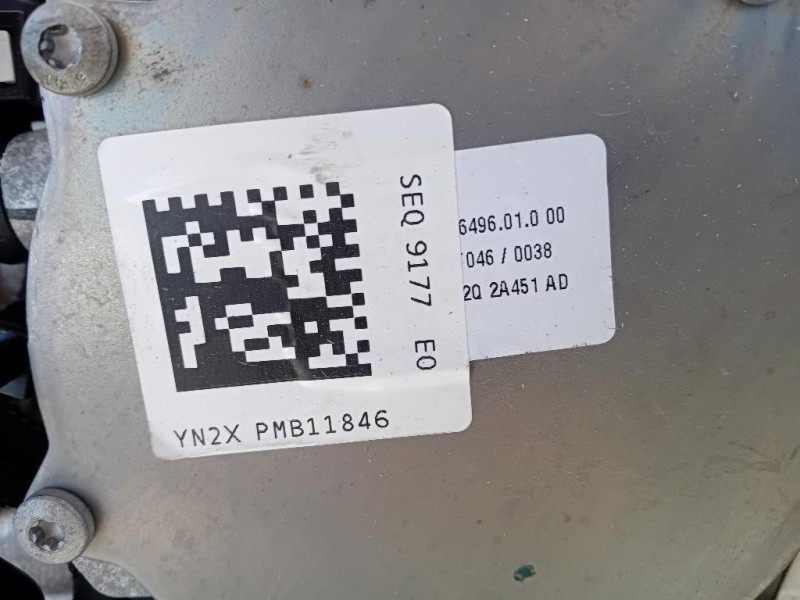 SEQ 9177 E0
YN2X PMB11846
6496.01.0 00
046 / 0038
2Q 2A451 AD